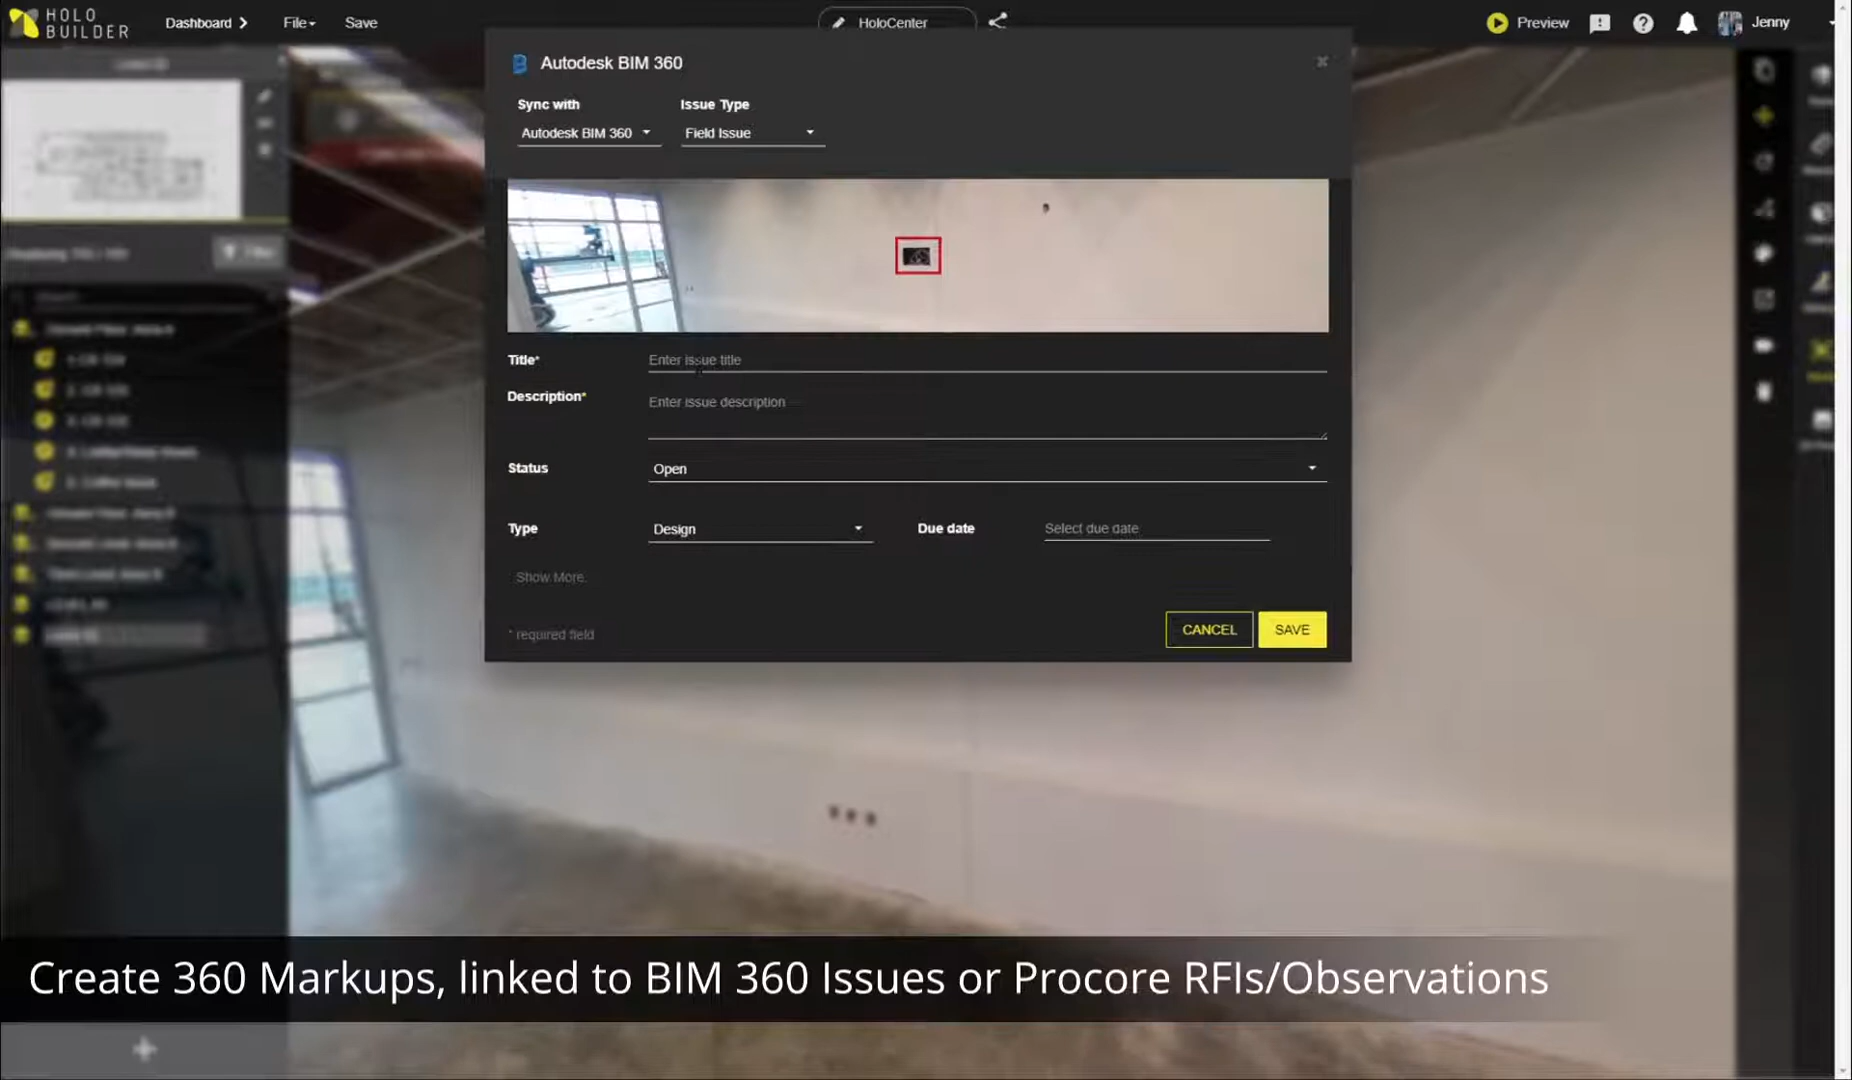 HOLO
BUILDER
Dashboard
File
Save
HoloCenter
Preview
Jenny
Autodesk BIM 360
Sync with
Issue Type
Autodesk BIM 360
Field Issue
Title*
Enter issue title
Description*
Enter issue description
Status
Open
Type
Design
Due date
Select due date
Show More.
* required field
CANCEL
SAVE
Create 360 Markups, linked to BIM 360 Issues or Procore RFIs/Observations